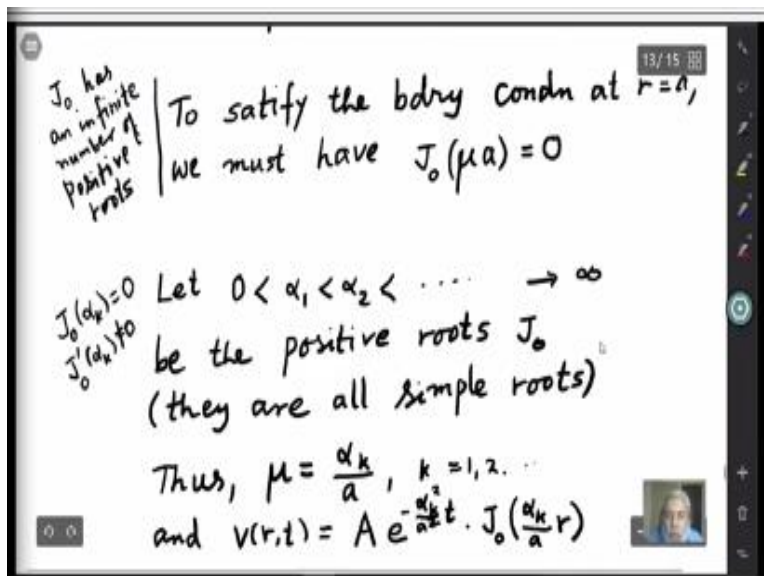 13/15
J₀ has
an infinite
number of
positive
roots
To satify the bdry condn at r=a,
we must have J₀(μa) = 0
J₀(αₖ)=0
J₀'(αₖ)≠0
Let 0 < α₁ < α₂ < ····· → ∞
be the positive roots J₀
(they are all simple roots)
Thus, μ = αₖ/a, k = 1, 2. ··
and v(r,t) = A e^{-αₖ²/a² t} · J₀(αₖ/a r)